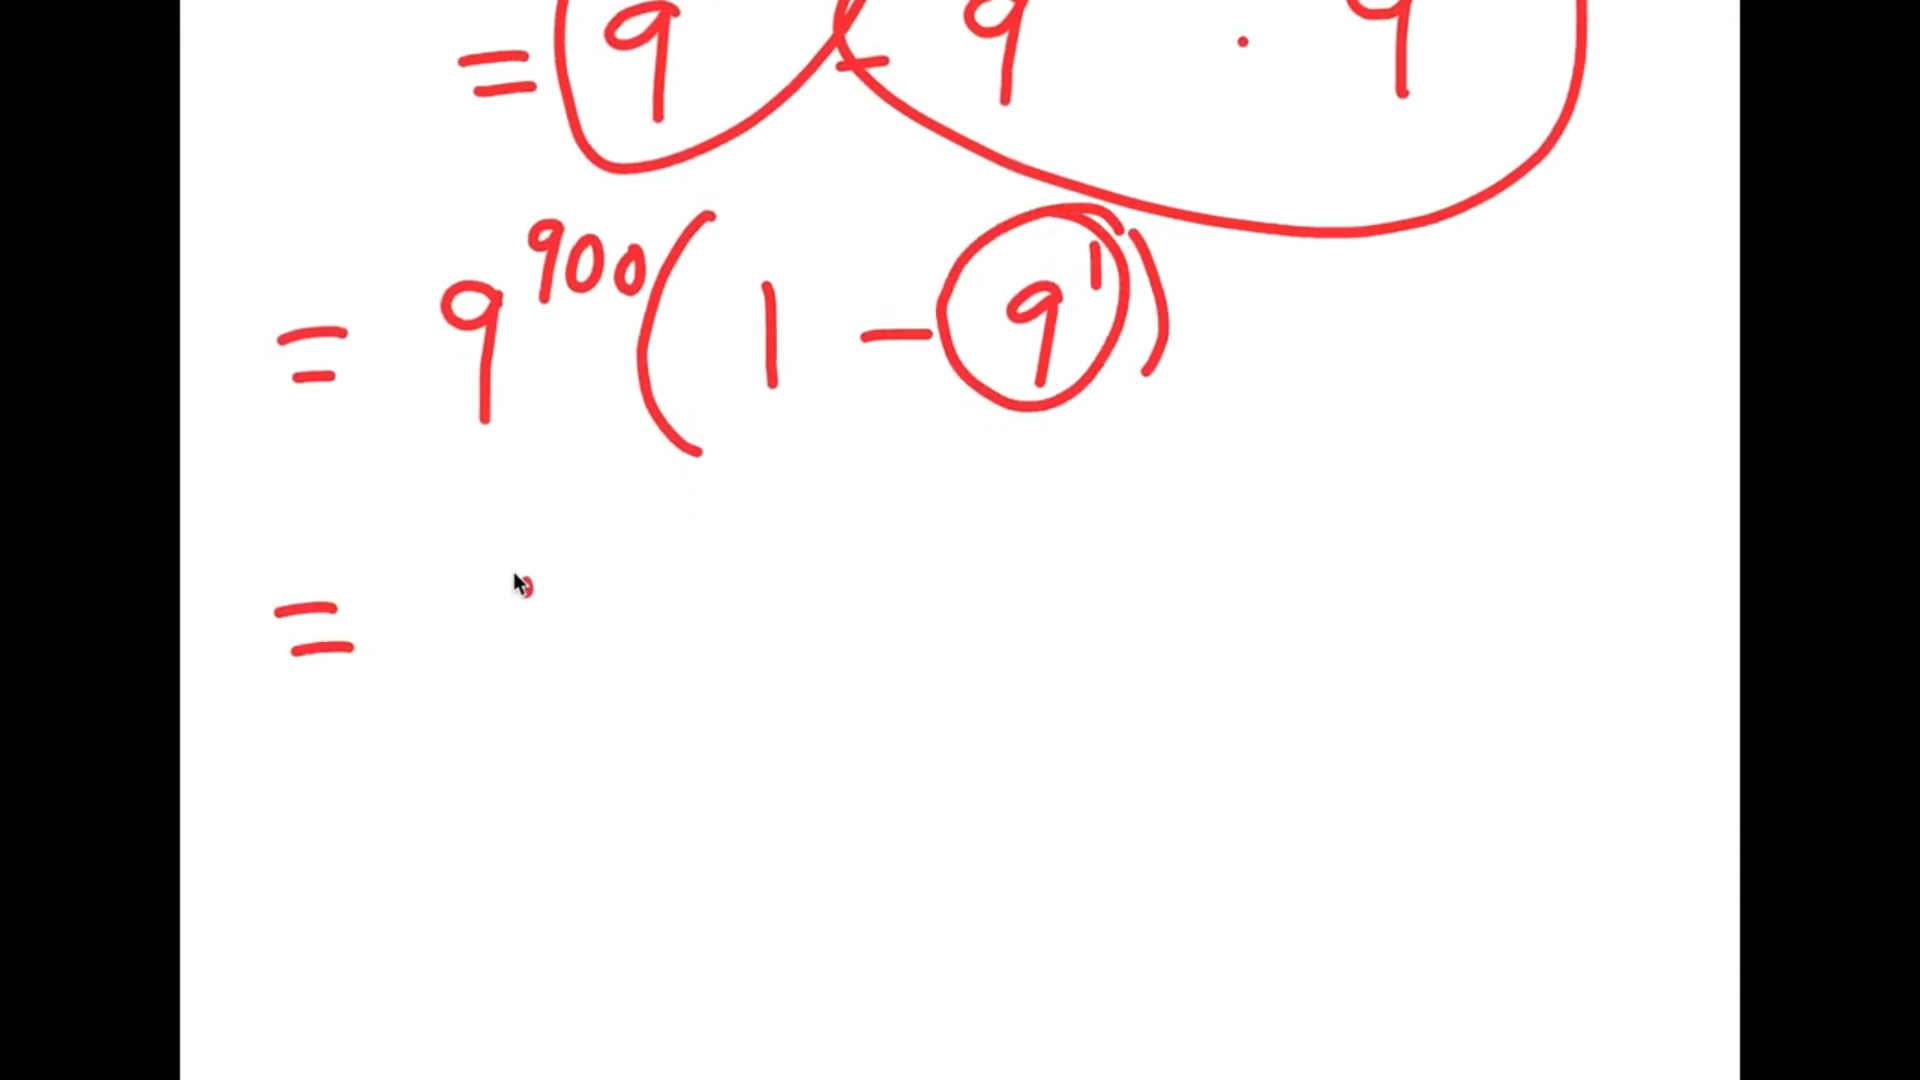 = 9 - 9 · 9
= 9^900 (1 - 9^1)
=